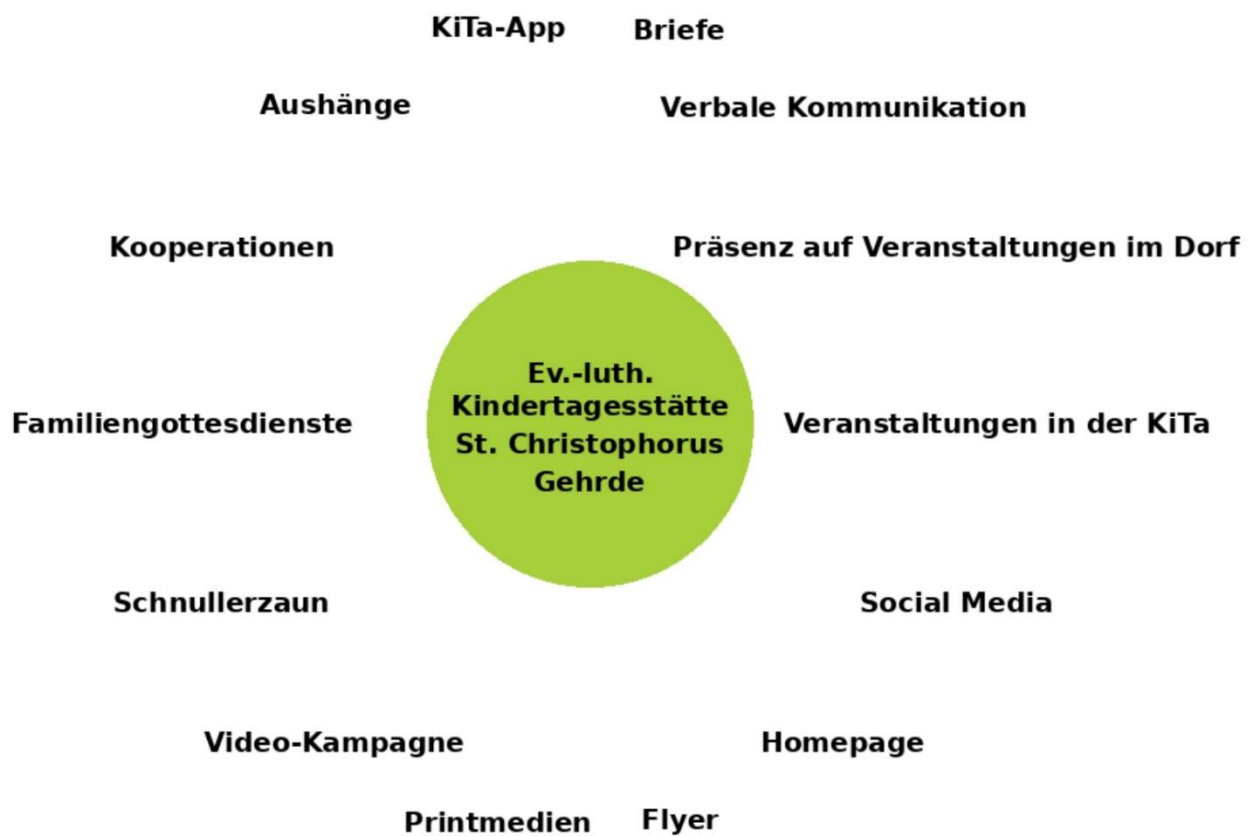 KiTa-App Briefe
Aushänge Verbale Kommunikation
Kooperationen Präsenz auf Veranstaltungen im Dorf
Ev.-luth.
Kindertagesstätte
St. Christophorus
Gehrde
Familiengottesdienste Veranstaltungen in der KiTa
Schnullerzaun Social Media
Video-Kampagne Homepage
Printmedien Flyer